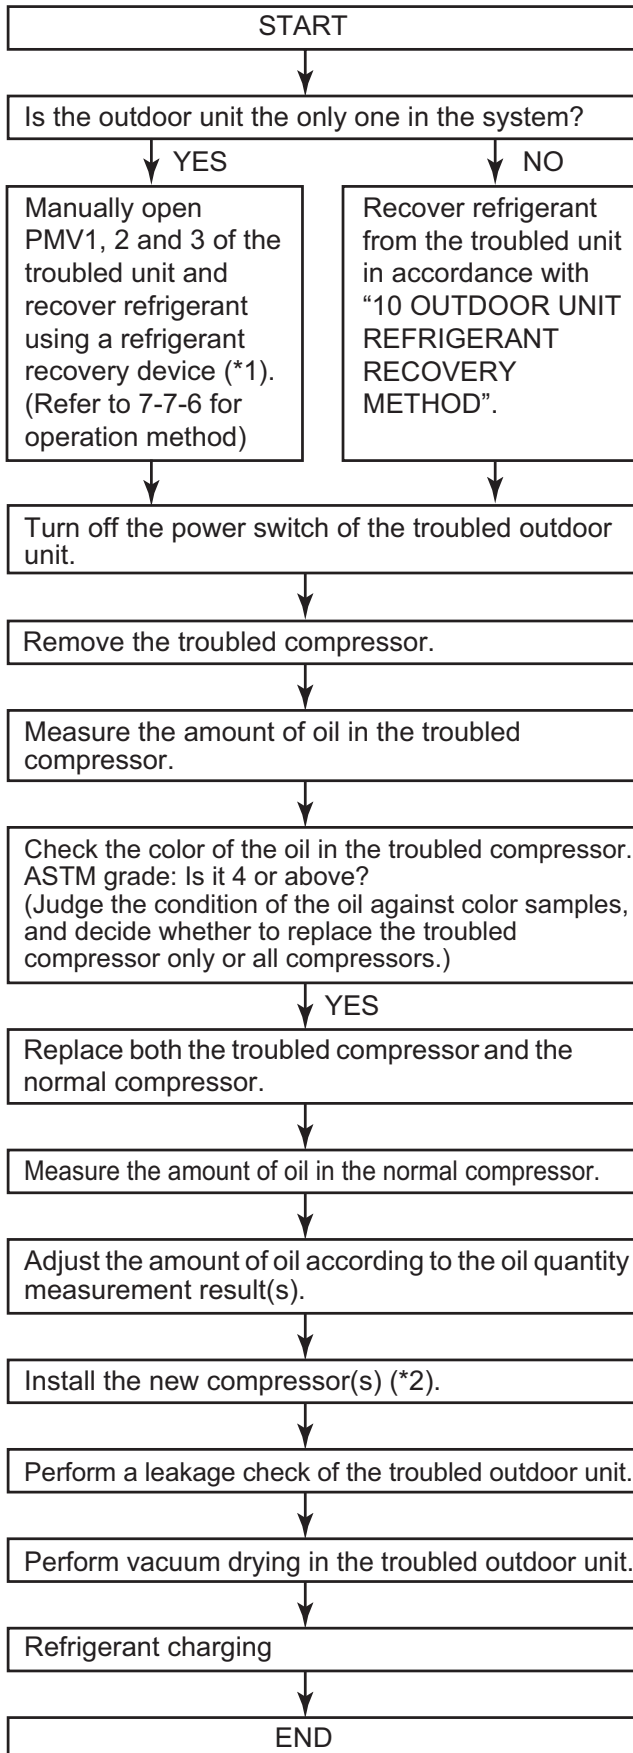 START
Is the outdoor unit the only one in the system?
YES
NO
Manually open
PMV1, 2 and 3 of the
troubled unit and
recover refrigerant
using a refrigerant
recovery device (*1).
(Refer to 7-7-6 for
operation method)
Recover refrigerant
from the troubled unit
in accordance with
“10 OUTDOOR UNIT
REFRIGERANT
RECOVERY
METHOD”.
Turn off the power switch of the troubled outdoor
unit.
Remove the troubled compressor.
Measure the amount of oil in the troubled
compressor.
Check the color of the oil in the troubled compressor.
ASTM grade: Is it 4 or above?
(Judge the condition of the oil against color samples,
and decide whether to replace the troubled
compressor only or all compressors.)
YES
Replace both the troubled compressor and the
normal compressor.
Measure the amount of oil in the normal compressor.
Adjust the amount of oil according to the oil quantity
measurement result(s).
Install the new compressor(s) (*2).
Perform a leakage check of the troubled outdoor unit.
Perform vacuum drying in the troubled outdoor unit.
Refrigerant charging
END